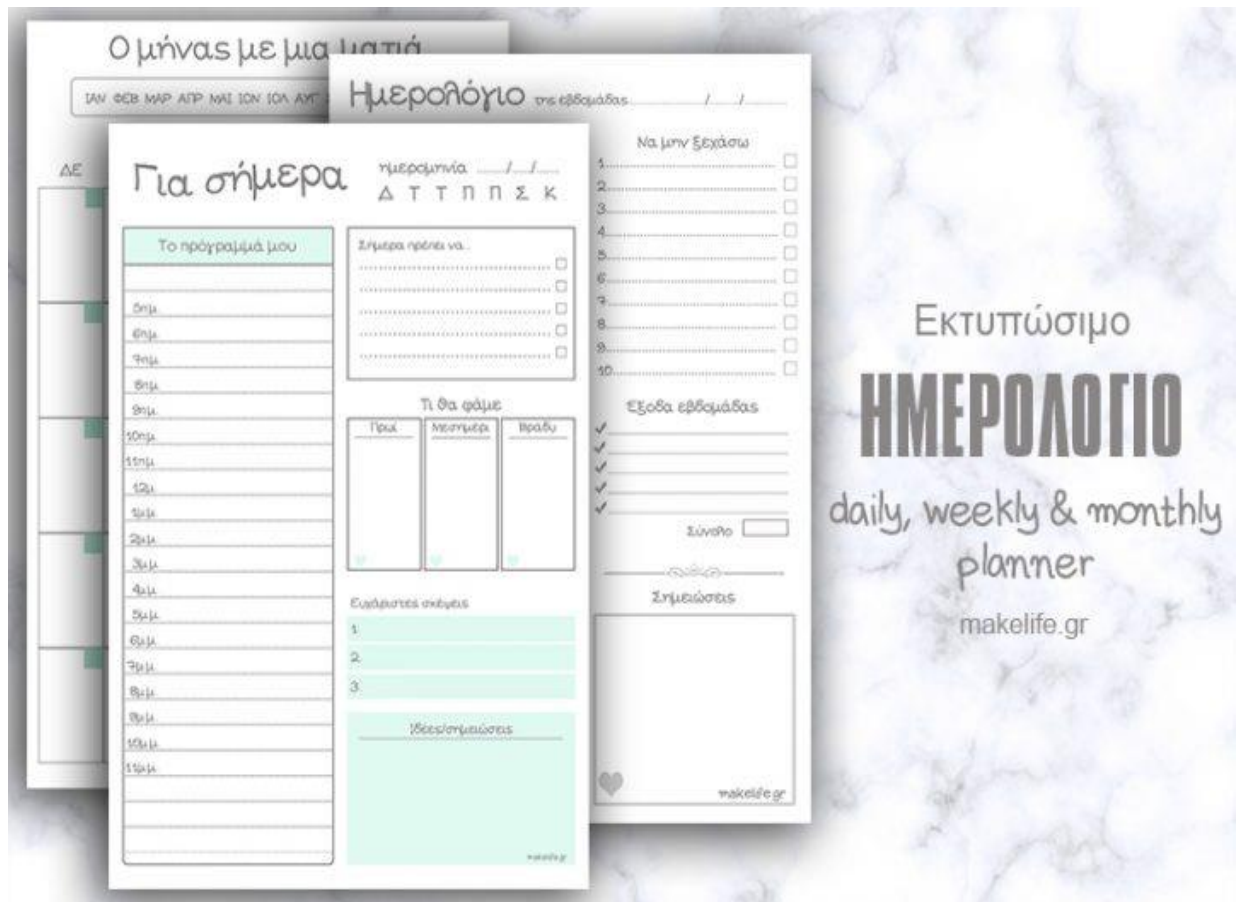 Ο μήνας με μια ματιά
ΙΑΝ ΦΕΒ ΜΑΡ ΑΠΡ ΜΑΙ ΙΟΝ ΙΟΛ ΑΥΓ
ΔΕ
Ημερολόγιο της εβδομάδας / /
Να μην ξεχάσω
1
2
3
4
5
6
7
8
9
10
Έξοδα εβδομάδας
Σύνολο
Σημειώσεις
makelife.gr
Για σήμερα
ημερομηνία / /
Δ Τ Τ Π Π Σ Κ
Το πρόγραμμά μου
5πμ
6πμ
7πμ
8πμ
9πμ
10πμ
11πμ
12μ
1μμ
2μμ
3μμ
4μμ
5μμ
6μμ
7μμ
8μμ
9μμ
10μμ
11μμ
Σήμερα πρέπει να...
Τι θα φάμε
Πρωί Μεσημέρι Βράδυ
Ευχάριστες σκέψεις
1
2
3
Ιδέες/σημειώσεις
makelife.gr
Εκτυπώσιμο
ΗΜΕΡΟΛΟΓΙΟ
daily, weekly & monthly
planner
makelife.gr